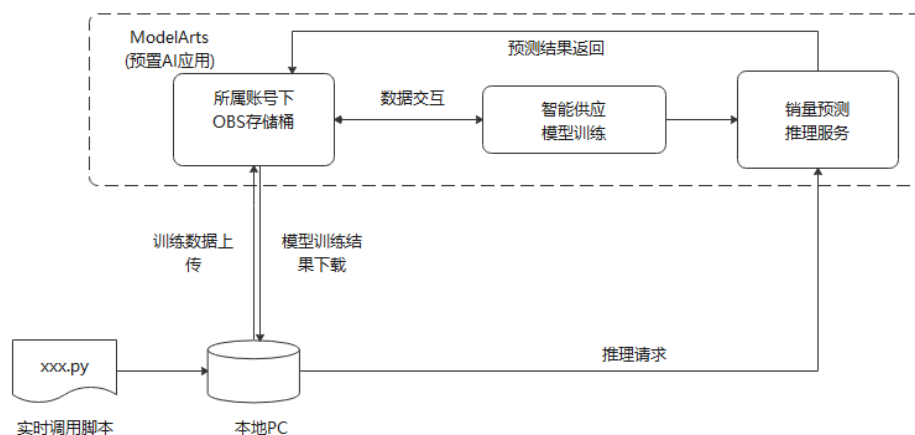 ModelArts
(预置AI应用)
预测结果返回
所属账号下
OBS存储桶
数据交互
智能供应
模型训练
销量预测
推理服务
训练数据上
传
模型训练结
果下载
xxx.py
推理请求
实时调用脚本
本地PC